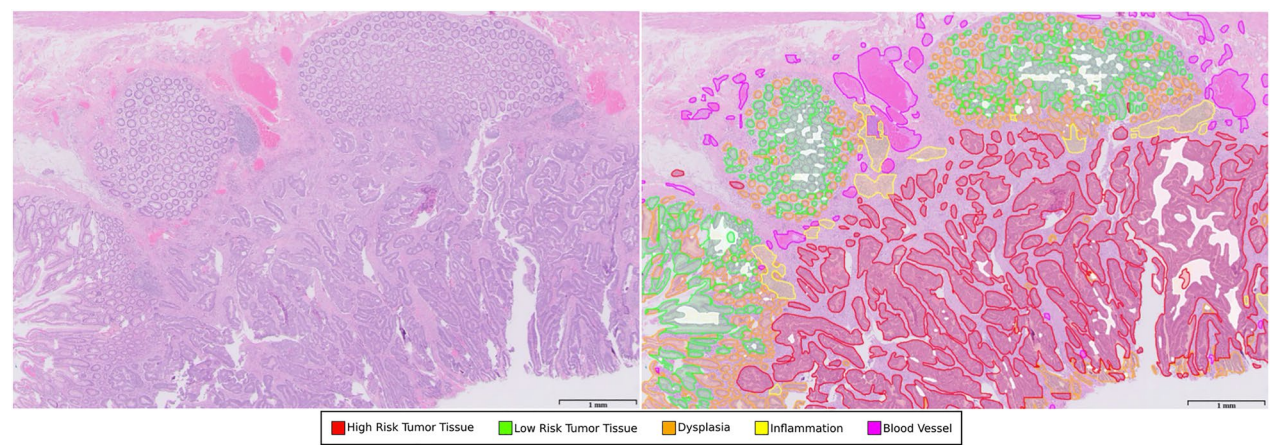 1 mm
1 mm
High Risk Tumor Tissue
Low Risk Tumor Tissue
Dysplasia
Inflammation
Blood Vessel